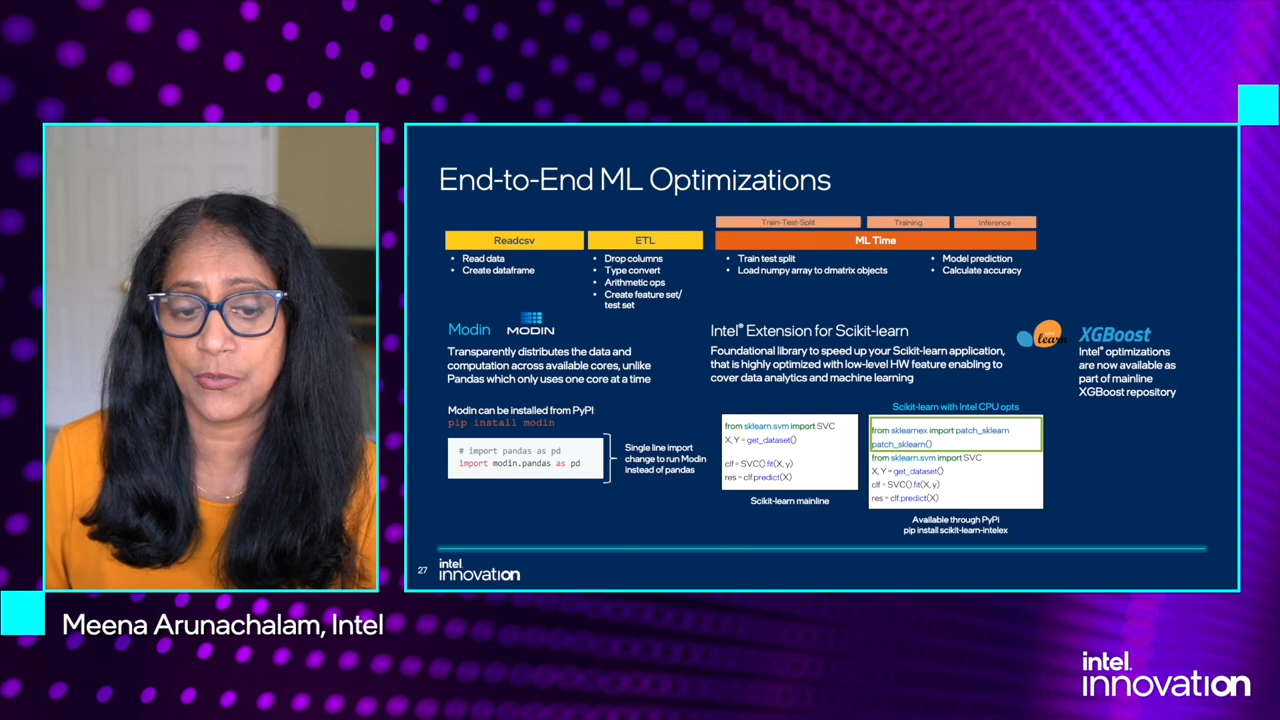 End-to-End ML Optimizations
Train-Test-Split
Training
Inference
Readcsv
ETL
ML Time
• Read data
• Create dataframe
• Drop columns
• Type convert
• Arithmetic ops
• Create feature set/
test set
• Train test split
• Load numpy array to dmatrix objects
• Model prediction
• Calculate accuracy
Modin
MODIN
Transparently distributes the data and
computation across available cores, unlike
Pandas which only uses one core at a time
Modin can be installed from PyPI
pip install modin
# import pandas as pd
import modin.pandas as pd
Single line import
change to run Modin
instead of pandas
Intel® Extension for Scikit-learn
Foundational library to speed up your Scikit-learn application,
that is highly optimized with low-level HW feature enabling to
cover data analytics and machine learning
learn
XGBoost
Intel® optimizations
are now available as
part of mainline
XGBoost repository
from sklearn.svm import SVC
X, Y = get_dataset()
clf = SVC().fit(X, y)
res = clf.predict(X)
Scikit-learn mainline
Scikit-learn with Intel CPU opts
from sklearnex import patch_sklearn
patch_sklearn()
from sklearn.svm import SVC
X, Y = get_dataset()
clf = SVC().fit(X, y)
res = clf.predict(X)
Available through PyPi
pip install scikit-learn-intelex
27
intel.
innovation
Meena Arunachalam, Intel
intel.
innovation